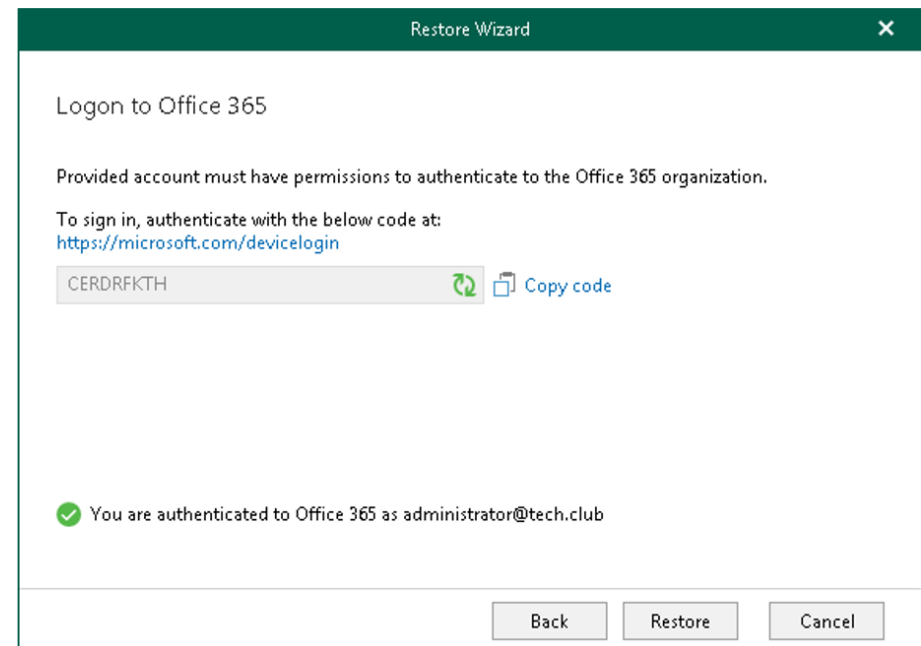 Restore Wizard
Logon to Office 365
Provided account must have permissions to authenticate to the Office 365 organization.
To sign in, authenticate with the below code at:
https://microsoft.com/devicelogin
CERDRFKTH
Copy code
You are authenticated to Office 365 as administrator@tech.club
Back
Restore
Cancel